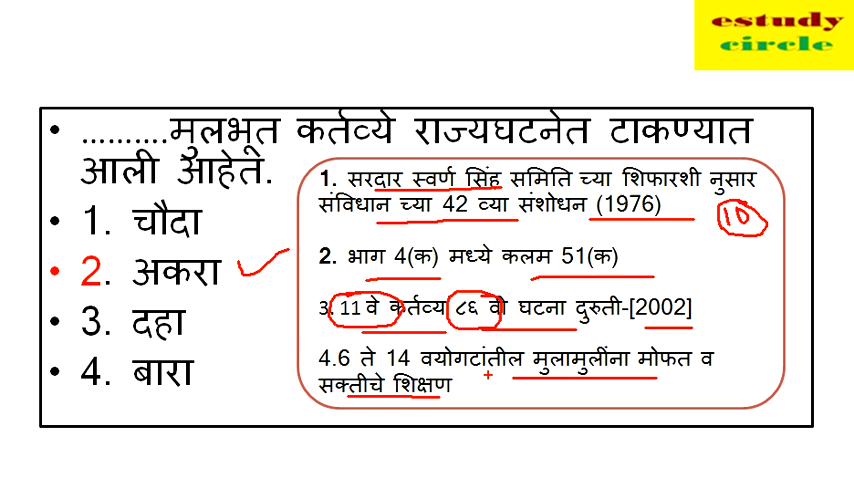 estudy
circle
• ..........मुलभूत कर्तव्ये राज्यघटनेत टाकण्यात
आली आहेत.
• 1. चौदा
• 2. अकरा
• 3. दहा
• 4. बारा
1. सरदार स्वर्ण सिंह समिति च्या शिफारशी नुसार
संविधान च्या 42 व्या संशोधन (1976)
10
2. भाग 4(क) मध्ये कलम 51(क)
3. 11 वे कर्तव्य ८६ वी घटना दुरुती-[2002]
4.6 ते 14 वयोगटांतील मुलामुलींना मोफत व
सक्तीचे शिक्षण